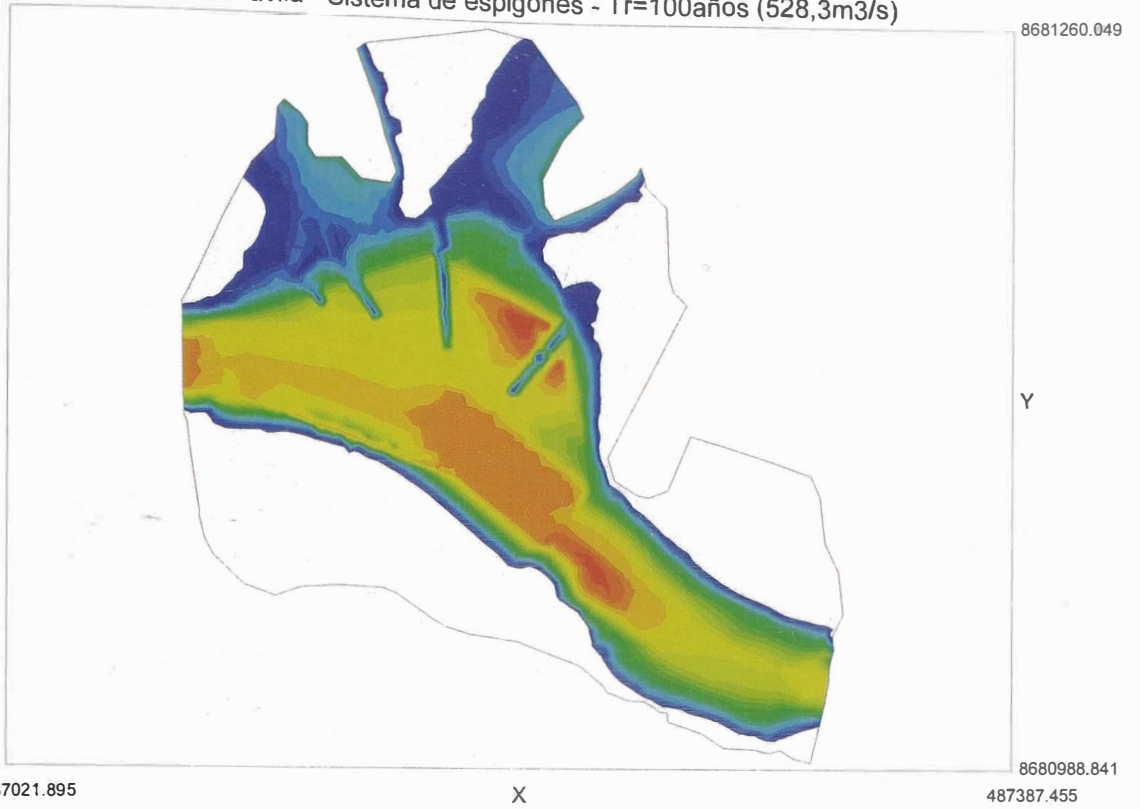 Sistema de espigones - Tr=100años (528,3m3/s)
8681260.049
Y
8680988.841
7021.895
X
487387.455